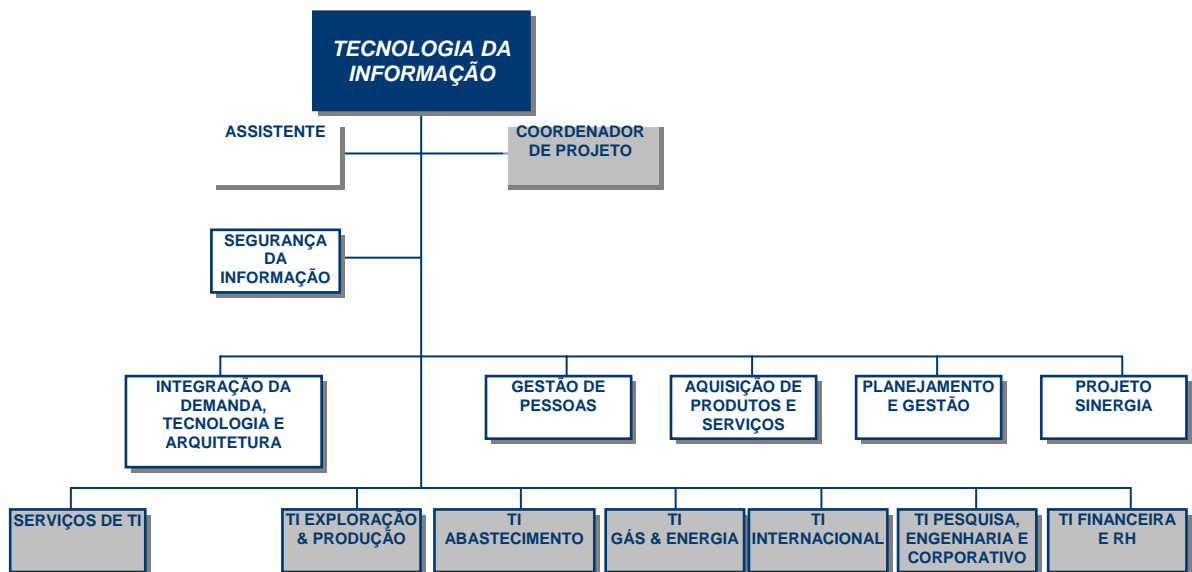 TECNOLOGIA DA
INFORMAÇÃO
ASSISTENTE
COORDENADOR
DE PROJETO
SEGURANÇA
DA
INFORMAÇÃO
INTEGRAÇÃO DA
DEMANDA,
TECNOLOGIA E
ARQUITETURA
GESTÃO DE
PESSOAS
AQUISIÇÃO DE
PRODUTOS E
SERVIÇOS
PLANEJAMENTO
E GESTÃO
PROJETO
SINERGIA
SERVIÇOS DE TI
TI EXPLORAÇÃO
& PRODUÇÃO
TI
ABASTECIMENTO
TI
GÁS & ENERGIA
TI
INTERNACIONAL
TI PESQUISA,
ENGENHARIA E
CORPORATIVO
TI FINANCEIRA
E RH